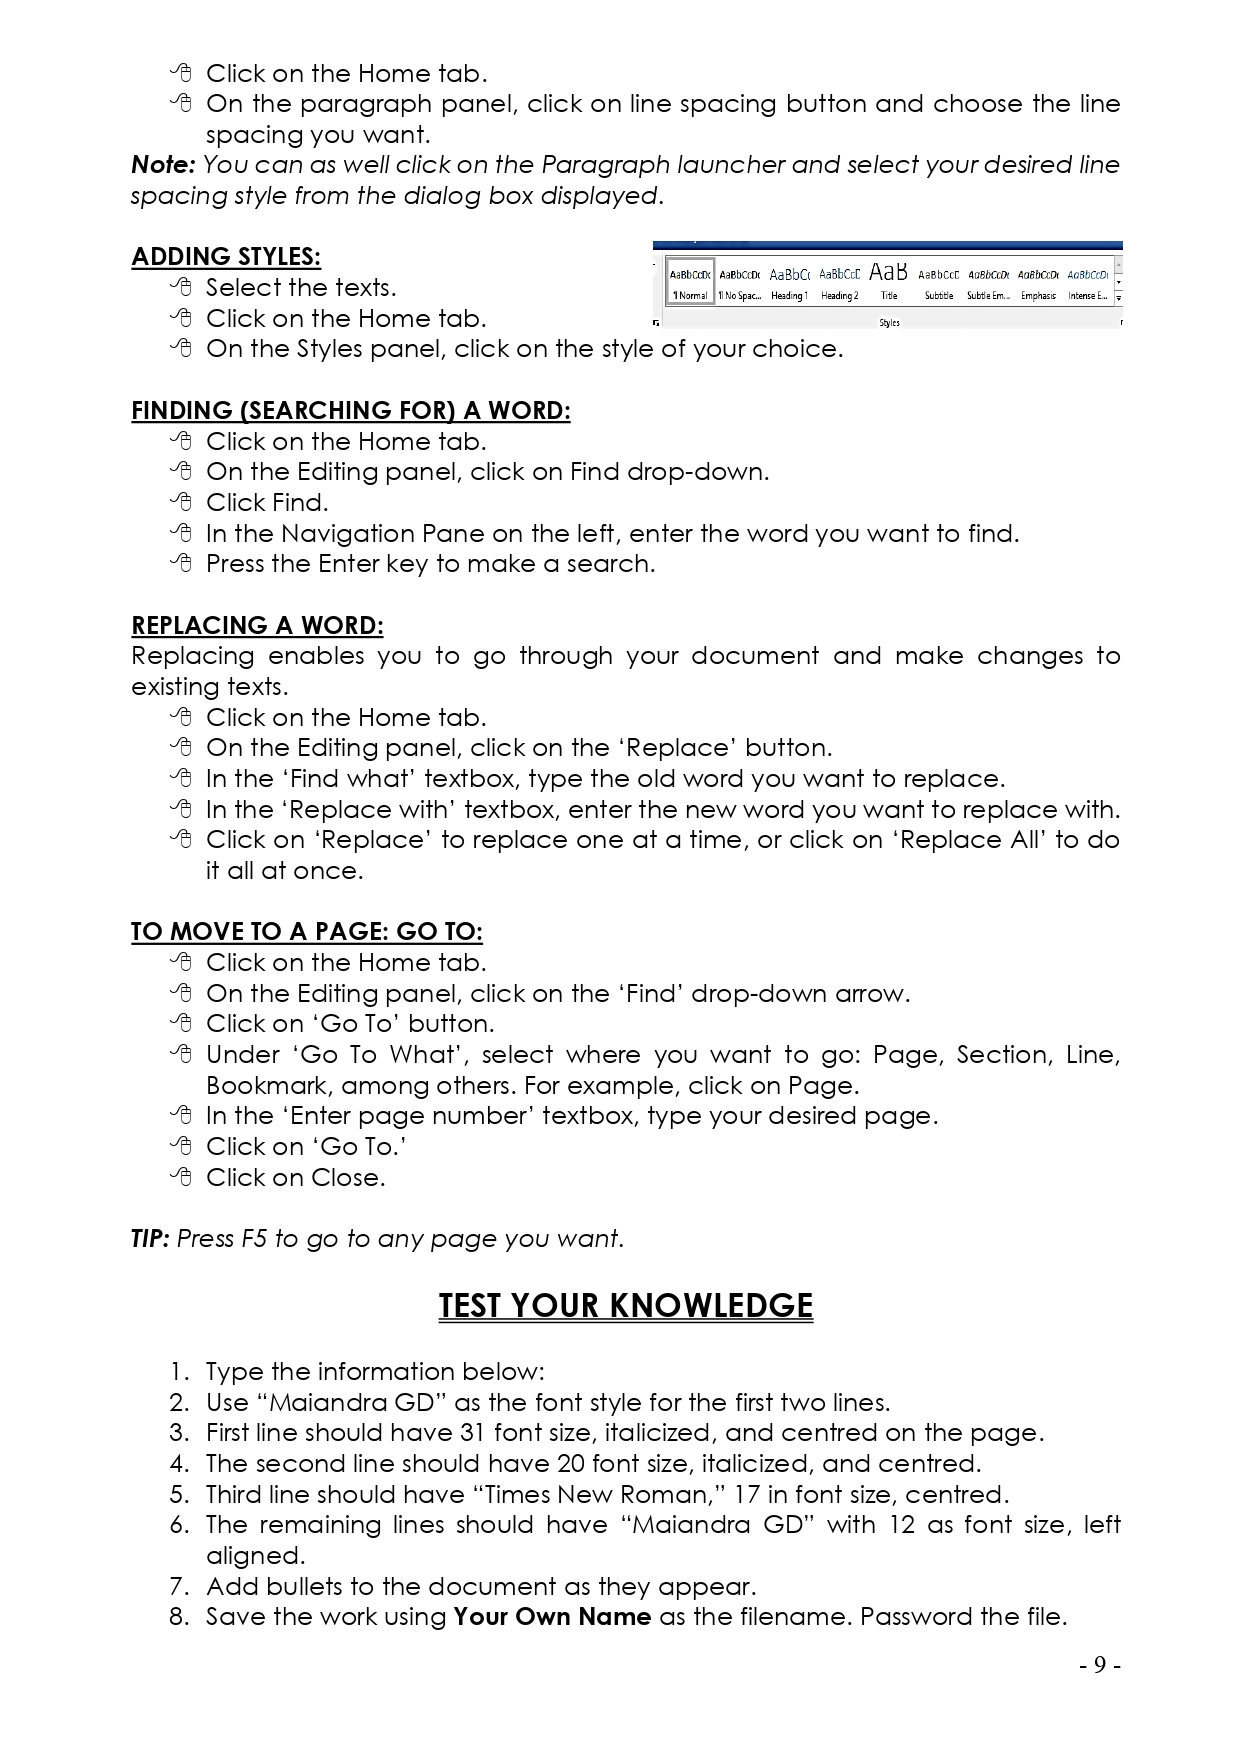 Click on the Home tab.
On the paragraph panel, click on line spacing button and choose the line
spacing you want.
Note: You can as well click on the Paragraph launcher and select your desired line
spacing style from the dialog box displayed.
ADDING STYLES:
Select the texts.
Click on the Home tab.
On the Styles panel, click on the style of your choice.
AaBbCcDc AaBbCcDc AaBbCc AaBbCcD AaB AaBbCcD AaBbCcDc AaBbCcDc AaBbCcDc
¶ Normal ¶ No Spac... Heading 1 Heading 2 Title Subtitle Subtle Em... Emphasis Intense E...
Styles
FINDING (SEARCHING FOR) A WORD:
Click on the Home tab.
On the Editing panel, click on Find drop-down.
Click Find.
In the Navigation Pane on the left, enter the word you want to find.
Press the Enter key to make a search.
REPLACING A WORD:
Replacing enables you to go through your document and make changes to
existing texts.
Click on the Home tab.
On the Editing panel, click on the ‘Replace’ button.
In the ‘Find what’ textbox, type the old word you want to replace.
In the ‘Replace with’ textbox, enter the new word you want to replace with.
Click on ‘Replace’ to replace one at a time, or click on ‘Replace All’ to do
it all at once.
TO MOVE TO A PAGE: GO TO:
Click on the Home tab.
On the Editing panel, click on the ‘Find’ drop-down arrow.
Click on ‘Go To’ button.
Under ‘Go To What’, select where you want to go: Page, Section, Line,
Bookmark, among others. For example, click on Page.
In the ‘Enter page number’ textbox, type your desired page.
Click on ‘Go To.’
Click on Close.
TIP: Press F5 to go to any page you want.
TEST YOUR KNOWLEDGE
1. Type the information below:
2. Use “Maiandra GD” as the font style for the first two lines.
3. First line should have 31 font size, italicized, and centred on the page.
4. The second line should have 20 font size, italicized, and centred.
5. Third line should have “Times New Roman,” 17 in font size, centred.
6. The remaining lines should have “Maiandra GD” with 12 as font size, left
aligned.
7. Add bullets to the document as they appear.
8. Save the work using Your Own Name as the filename. Password the file.
- 9 -